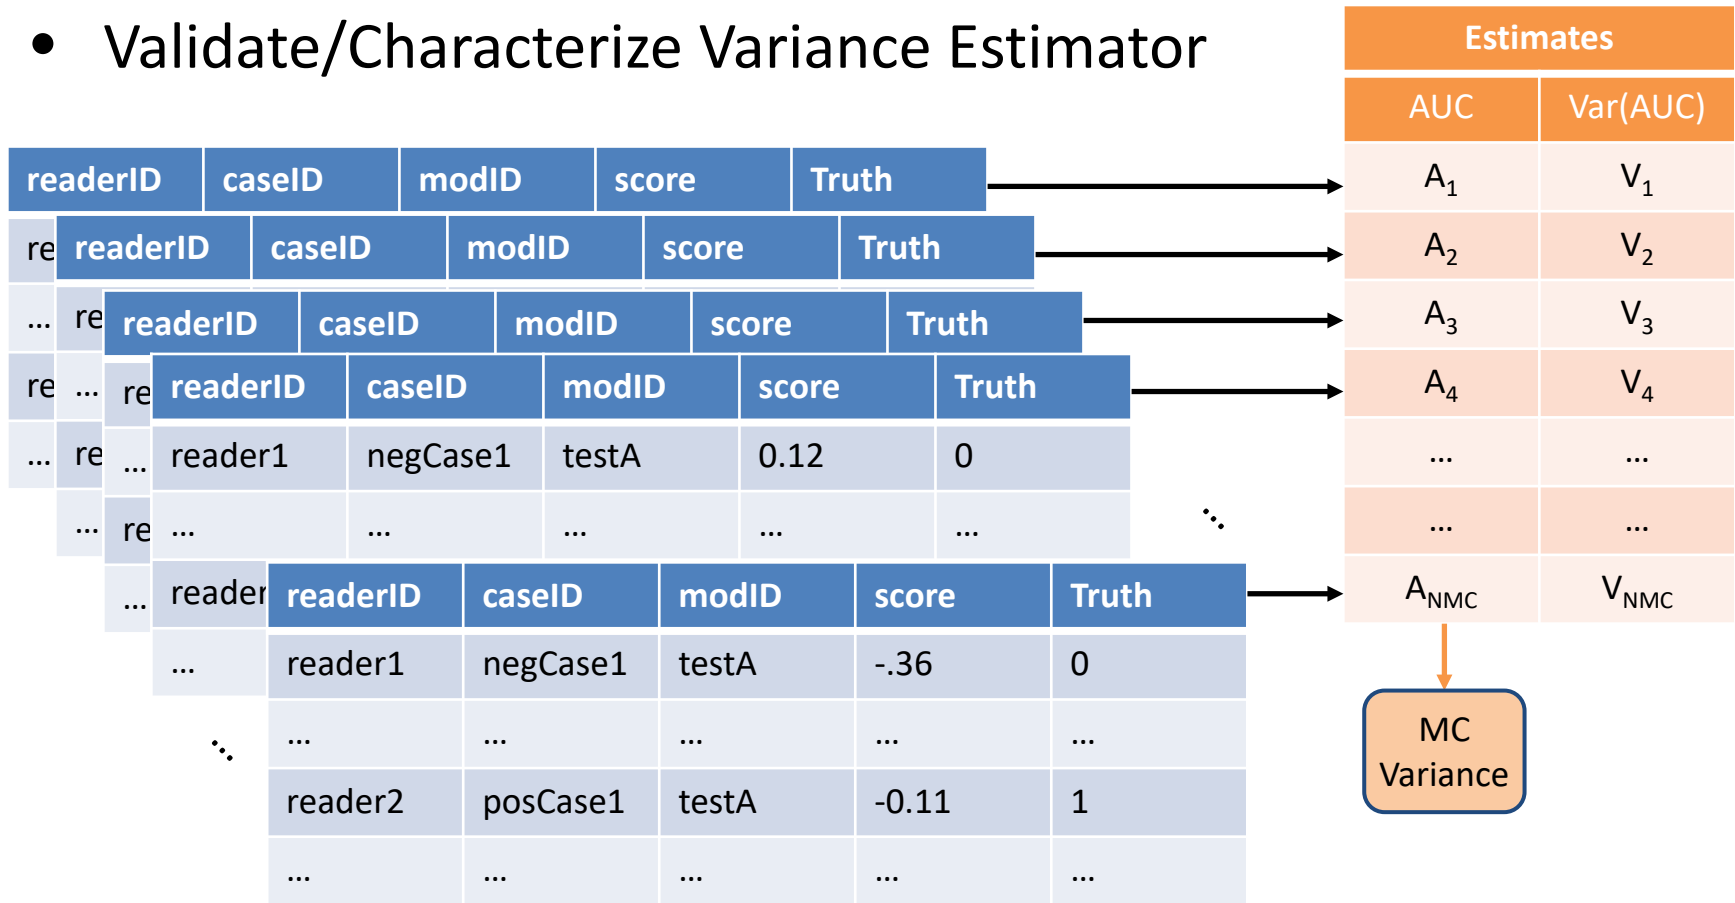 • Validate/Characterize Variance Estimator
Estimates
AUC Var(AUC)
readerID caseID modID score Truth
A1 V1
re readerID caseID modID score Truth
A2 V2
... re readerID caseID modID score Truth
A3 V3
re ... re readerID caseID modID score Truth
A4 V4
... re ... reader1 negCase1 testA 0.12 0
... ...
... re ... ... ... ... ...
... ...
... reader readerID caseID modID score Truth
ANMC VNMC
... reader1 negCase1 testA -.36 0
... ... ... ... ...
reader2 posCase1 testA -0.11 1
... ... ... ... ...
MC
Variance